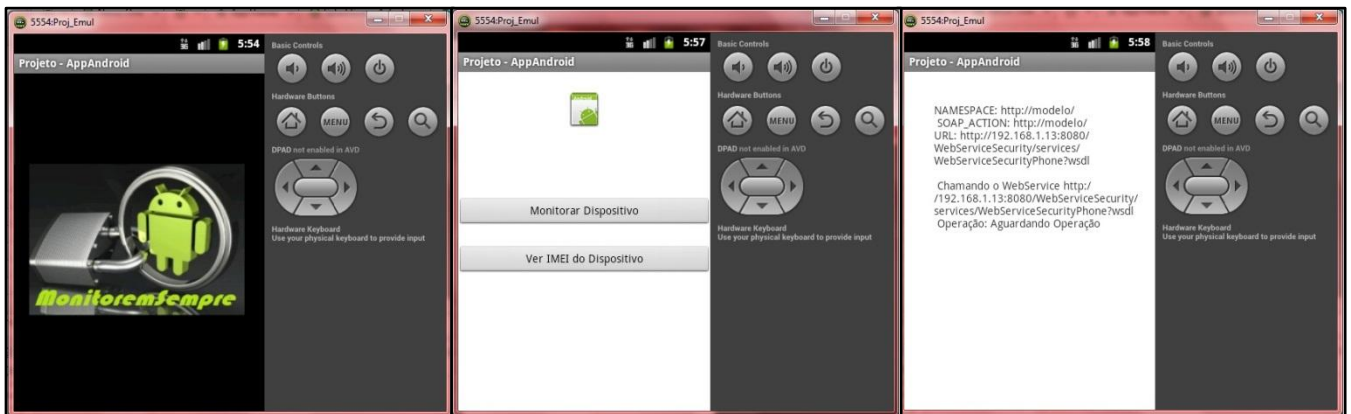 5554:Proj_Emul
5:54
Projeto - AppAndroid
MonitoremSempre
Basic Controls
Hardware Buttons
MENU
DPAD not enabled in AVD
Hardware Keyboard
Use your physical keyboard to provide input
5554:Proj_Emul
5:57
Projeto - AppAndroid
Monitorar Dispositivo
Ver IMEI do Dispositivo
Basic Controls
Hardware Buttons
MENU
DPAD not enabled in AVD
Hardware Keyboard
Use your physical keyboard to provide input
5554:Proj_Emul
5:58
Projeto - AppAndroid
NAMESPACE: http://modelo/
SOAP_ACTION: http://modelo/
URL: http://192.168.1.13:8080/
WebServiceSecurity/services/
WebServiceSecurityPhone?wsdl
Chamando o WebService http:/
/192.168.1.13:8080/WebServiceSecurity/
services/WebServiceSecurityPhone?wsdl
Operação: Aguardando Operação
Basic Controls
Hardware Buttons
MENU
DPAD not enabled in AVD
Hardware Keyboard
Use your physical keyboard to provide input